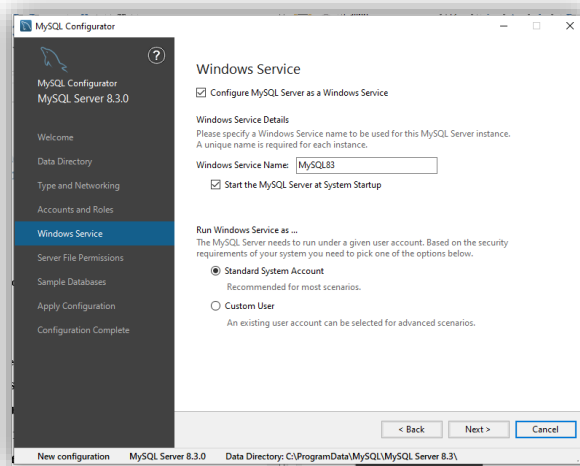 MySQL Configurator
?
MySQL Configurator
MySQL Server 8.3.0
Welcome
Data Directory
Type and Networking
Accounts and Roles
Windows Service
Server File Permissions
Sample Databases
Apply Configuration
Configuration Complete
Windows Service
Configure MySQL Server as a Windows Service
Windows Service Details
Please specify a Windows Service name to be used for this MySQL Server instance.
A unique name is required for each instance.
Windows Service Name: MySQL83
Start the MySQL Server at System Startup
Run Windows Service as ...
The MySQL Server needs to run under a given user account. Based on the security
requirements of your system you need to pick one of the options below.
Standard System Account
Recommended for most scenarios.
Custom User
An existing user account can be selected for advanced scenarios.
< Back Next > Cancel
New configuration MySQL Server 8.3.0 Data Directory: C:\ProgramData\MySQL\MySQL Server 8.3\